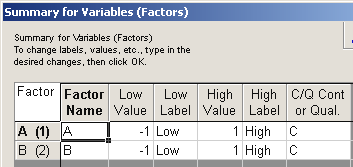 Summary for Variables (Factors)
Summary for Variables (Factors)
To change labels, values, etc., type in the
desired changes, then click OK.
Factor Factor Name Low Value Low Label High Value High Label C/Q Cont or Qual.
A (1) A -1 Low 1 High C
B (2) B -1 Low 1 High C